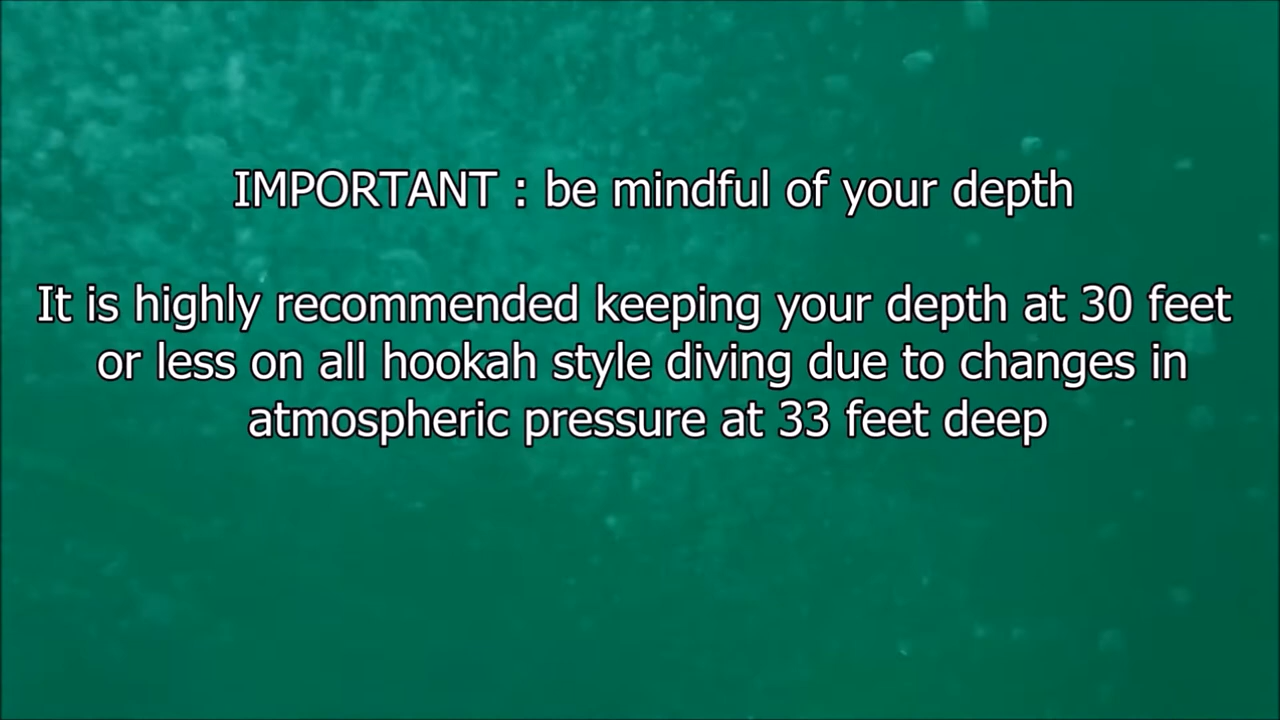 IMPORTANT : be mindful of your depth
It is highly recommended keeping your depth at 30 feet
or less on all hookah style diving due to changes in
atmospheric pressure at 33 feet deep